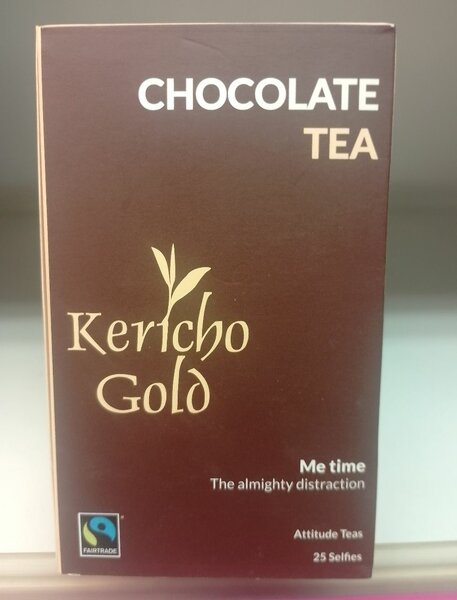 CHOCOLATE
TEA
Kericho
Gold
Me time
The almighty distraction
Attitude Teas
25 Selfies
FAIRTRADE